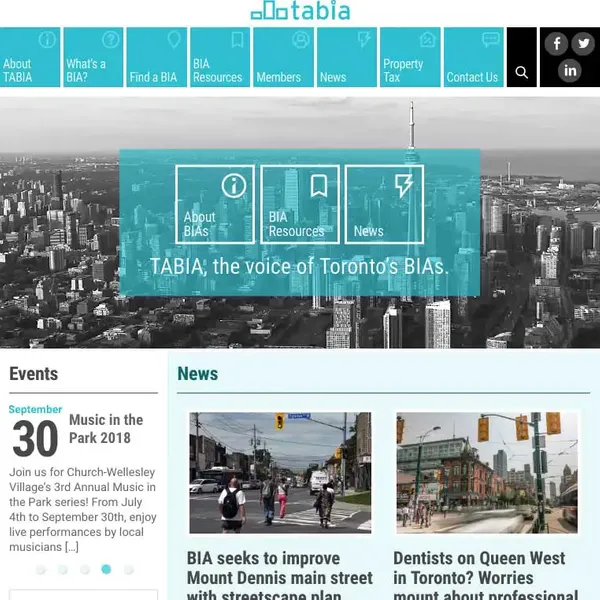 tabia
About
TABIA
What's a
BIA?
Find a BIA
BIA
Resources
Members
News
Property
Tax
Contact Us
About
BIAs
BIA
Resources
News
TABIA, the voice of Toronto's BIAs.
Events
September
30
Music in the
Park 2018
Join us for Church-Wellesley
Village's 3rd Annual Music in
the Park series! From July
4th to September 30th, enjoy
live performances by local
musicians [...]
News
BIA seeks to improve
Mount Dennis main street
with streetscape plan
Dentists on Queen West
in Toronto? Worries
mount about professional